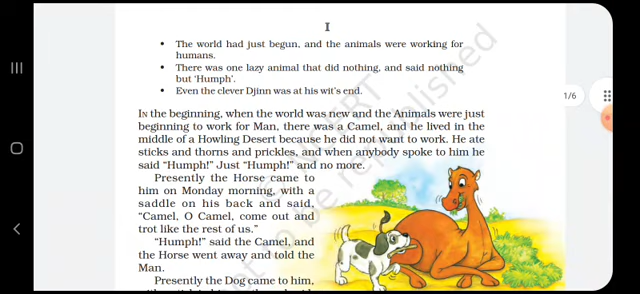 I
• The world had just begun, and the animals were working for
humans.
• There was one lazy animal that did nothing, and said nothing
but ‘Humph’.
• Even the clever Djinn was at his wit’s end.
IN the beginning, when the world was new and the Animals were just
beginning to work for Man, there was a Camel, and he lived in the
middle of a Howling Desert because he did not want to work. He ate
sticks and thorns and prickles, and when anybody spoke to him he
said “Humph!” Just “Humph!” and no more.
Presently the Horse came to
him on Monday morning, with a
saddle on his back and said,
“Camel, O Camel, come out and
trot like the rest of us.”
“Humph!” said the Camel, and
the Horse went away and told the
Man.
Presently the Dog came to him,
1/6
not to be republished